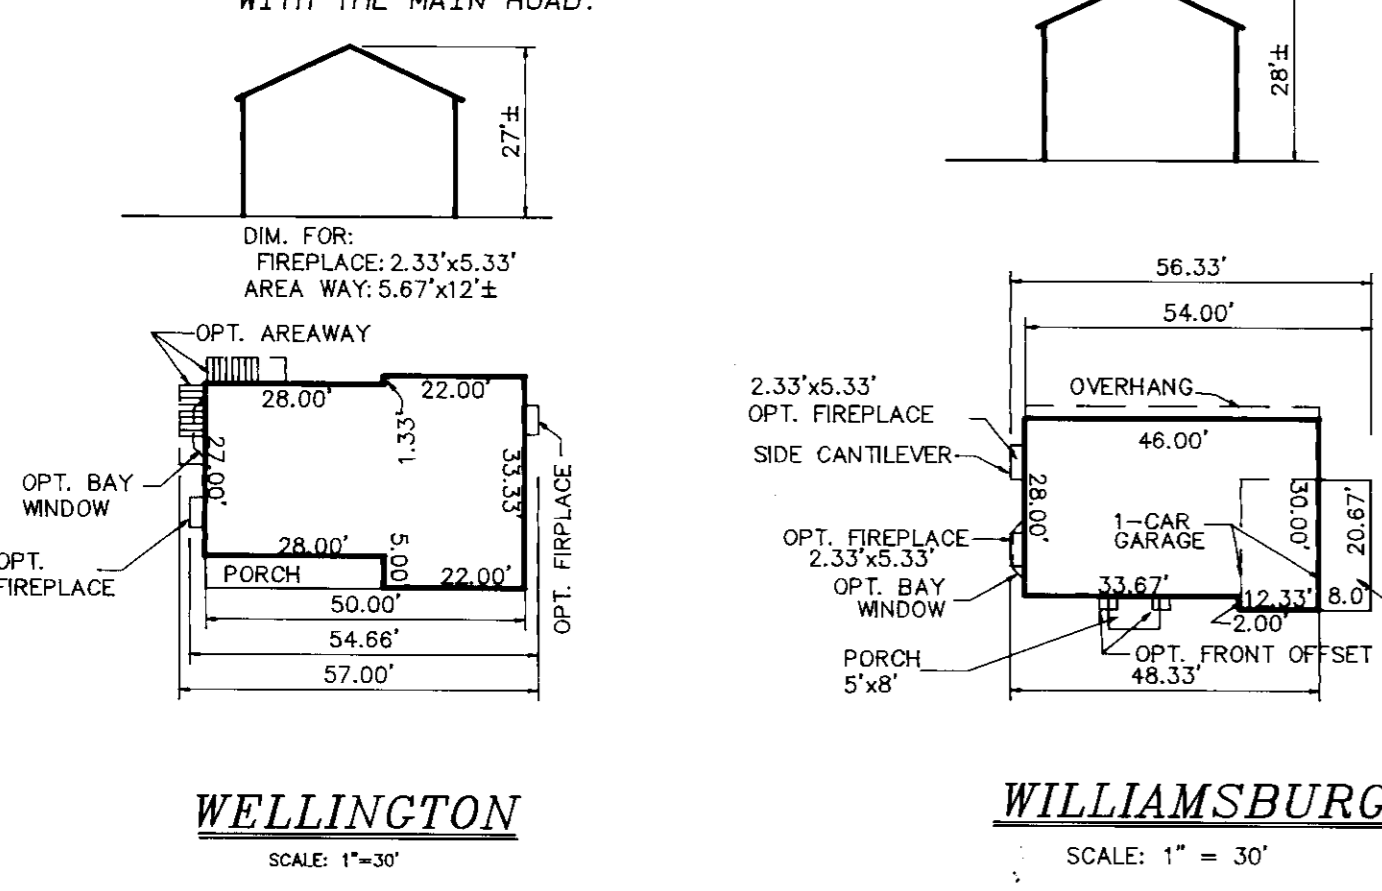 WITH THE MAIN ROAD.
27'±
DIM. FOR:
FIREPLACE: 2.33'x5.33'
AREA WAY: 5.67'x12'±
OPT. AREAWAY
28.00'
22.00'
1.33'
27.00'
33.33'
OPT. BAY
WINDOW
OPT.
FIREPLACE
OPT. FIRPLACE
28.00'
5.00'
PORCH
22.00'
50.00'
54.66'
57.00'
WELLINGTON
SCALE: 1"=30'
28'±
56.33'
54.00'
2.33'x5.33'
OPT. FIREPLACE
OVERHANG
SIDE CANTILEVER
46.00'
28.00'
30.00'
20.67'
1-CAR
GARAGE
OPT. FIREPLACE
2.33'x5.33'
OPT. BAY
WINDOW
33.67'
12.33'
8.0'
2.00'
PORCH
5'x8'
OPT. FRONT OFFSET
48.33'
WILLIAMSBURG
SCALE: 1" = 30'